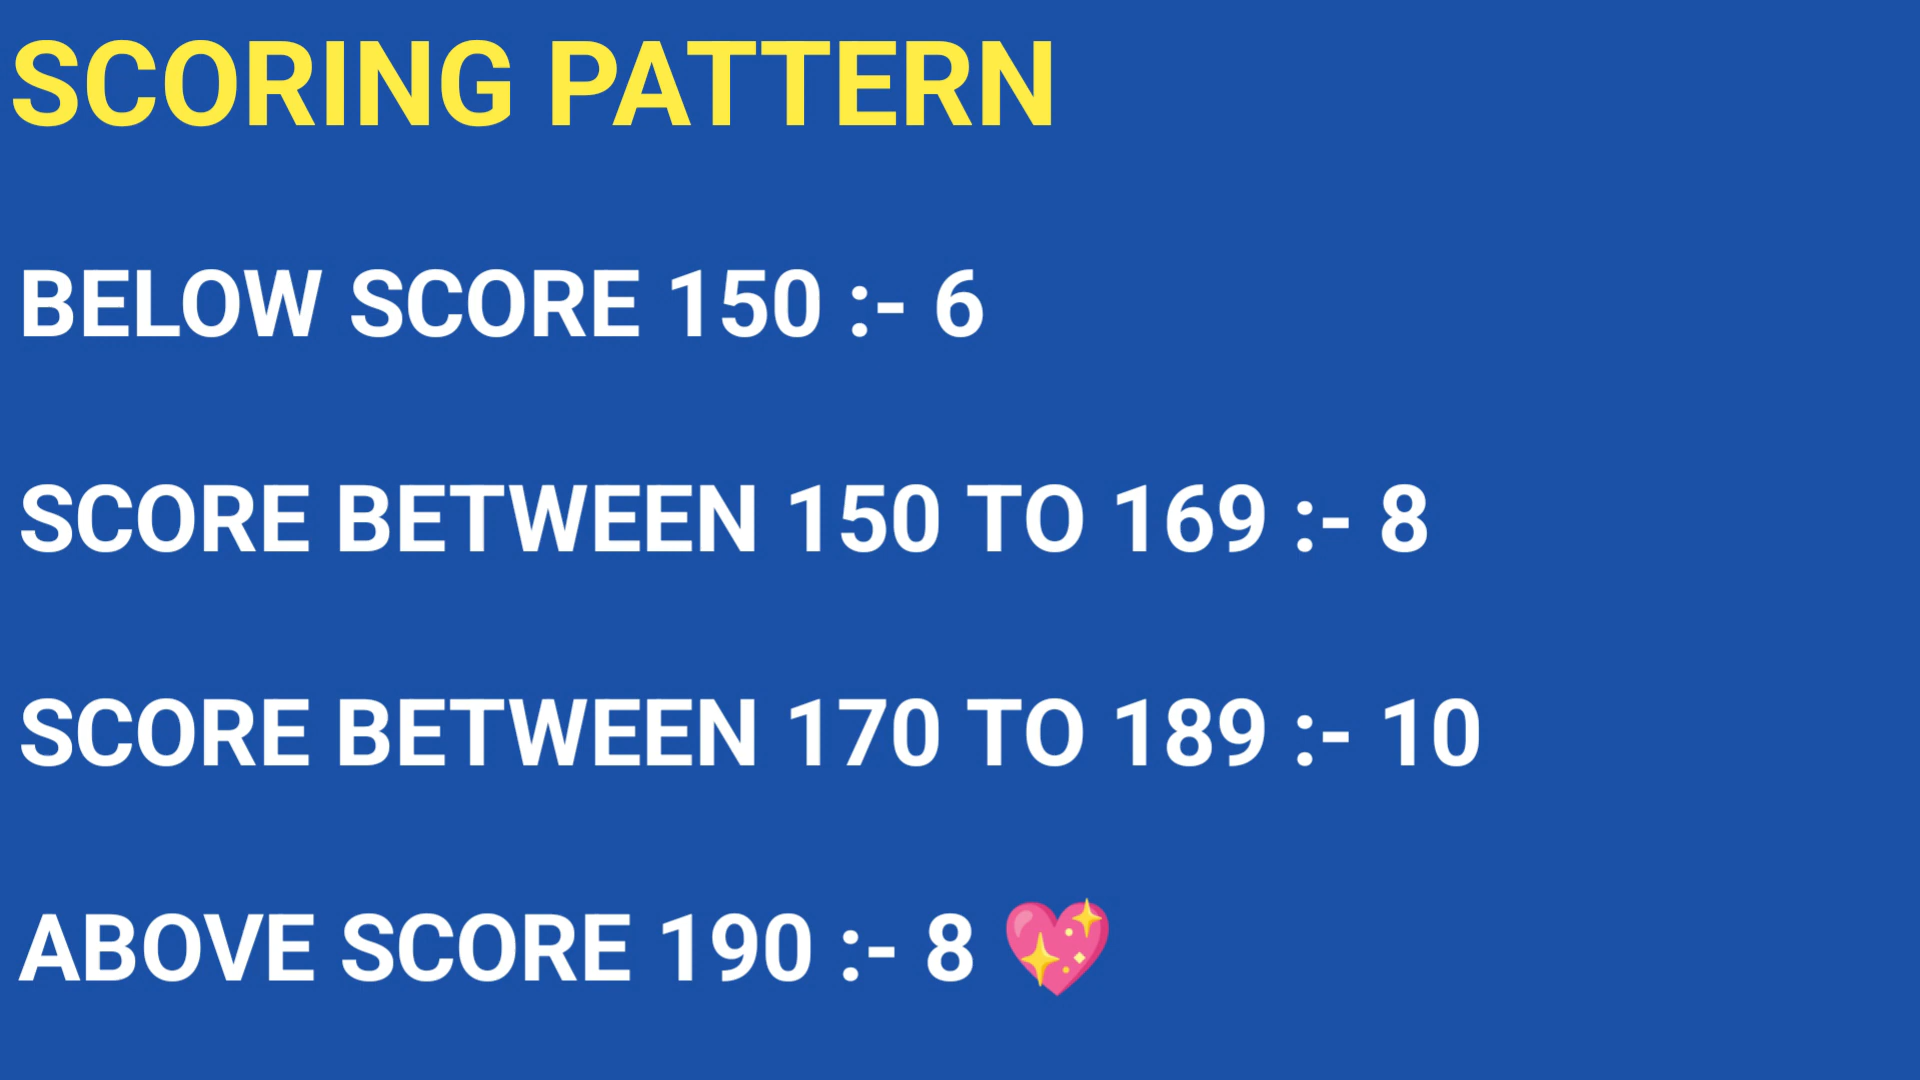 SCORING PATTERN
BELOW SCORE 150 :- 6
SCORE BETWEEN 150 TO 169 :- 8
SCORE BETWEEN 170 TO 189 :- 10
ABOVE SCORE 190 :- 8 💖